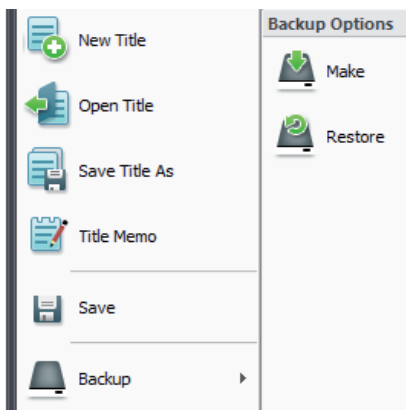 New Title
Open Title
Save Title As
Title Memo
Save
Backup
Backup Options
Make
Restore